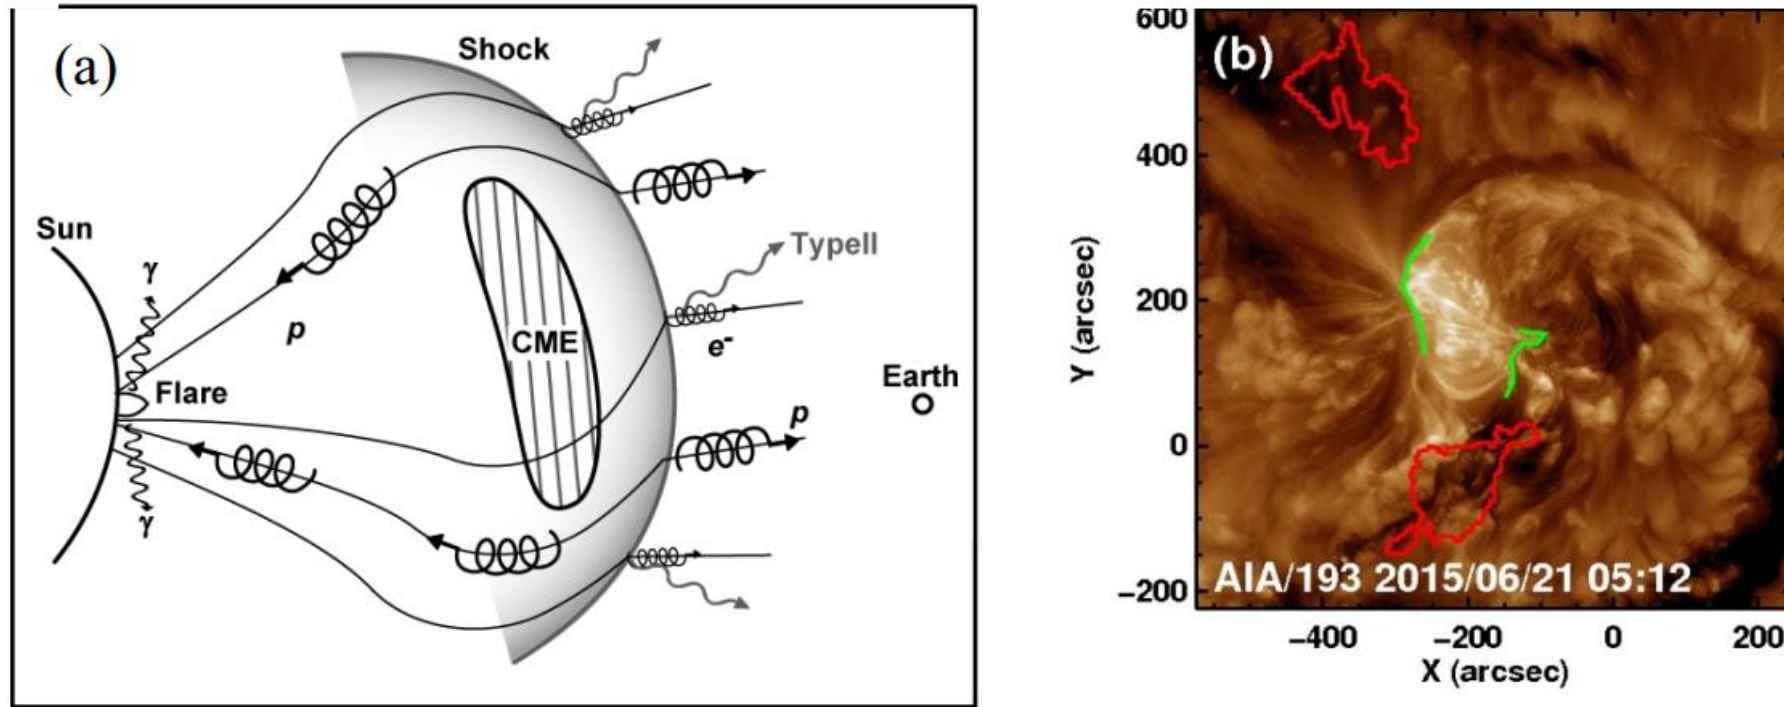 (a)
Shock
Sun
γ
TypeII
p
CME
e-
Flare
Earth
p
γ
(b)
600
400
200
0
−200
Y (arcsec)
AIA/193 2015/06/21 05:12
−400
−200
0
200
X (arcsec)